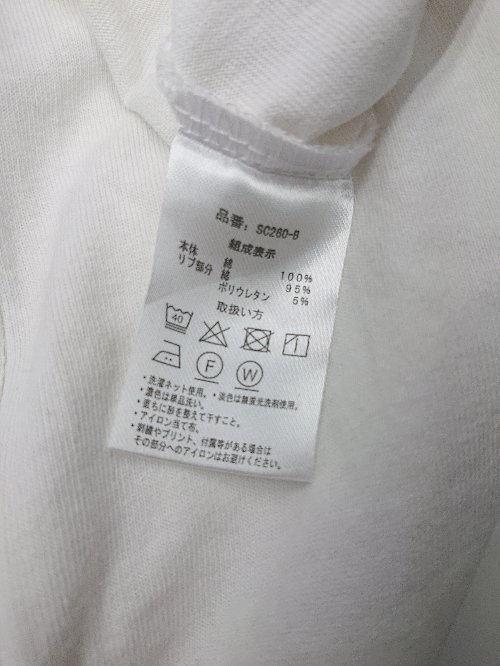 品番: SC260-B
組成表示
本体 綿 100%
リブ部分 綿 95%
ポリウレタン 5%
取扱い方
40
F W
・洗濯ネット使用。・淡色は無蛍光洗剤使用。
・濃色は単品洗い。
・直ちに形を整えて干すこと。
・アイロン当て布。
・刺繍やプリント、付属等がある場合は
その部分へのアイロンはお避けください。